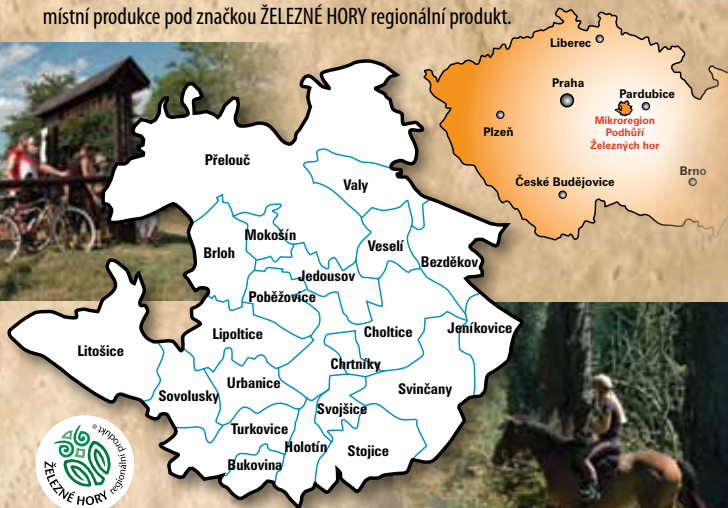 místní produkce pod značkou ŽELEZNÉ HORY regionální produkt.
Liberec
Praha
Pardubice
Mikroregion
Podhůří
Železných hor
Plzeň
Brno
České Budějovice
Přelouč
Valy
Mokošín
Veselí
Brloh
Bezděkov
Jedousov
Poběžovice
Jeníkovice
Lipoltice
Choltice
Litošice
Chrtníky
Urbanice
Svinčany
Sovolusky
Svojšice
Turkovice
Holotín
Stojice
Bukovina
ŽELEZNÉ HORY regionální produkt®